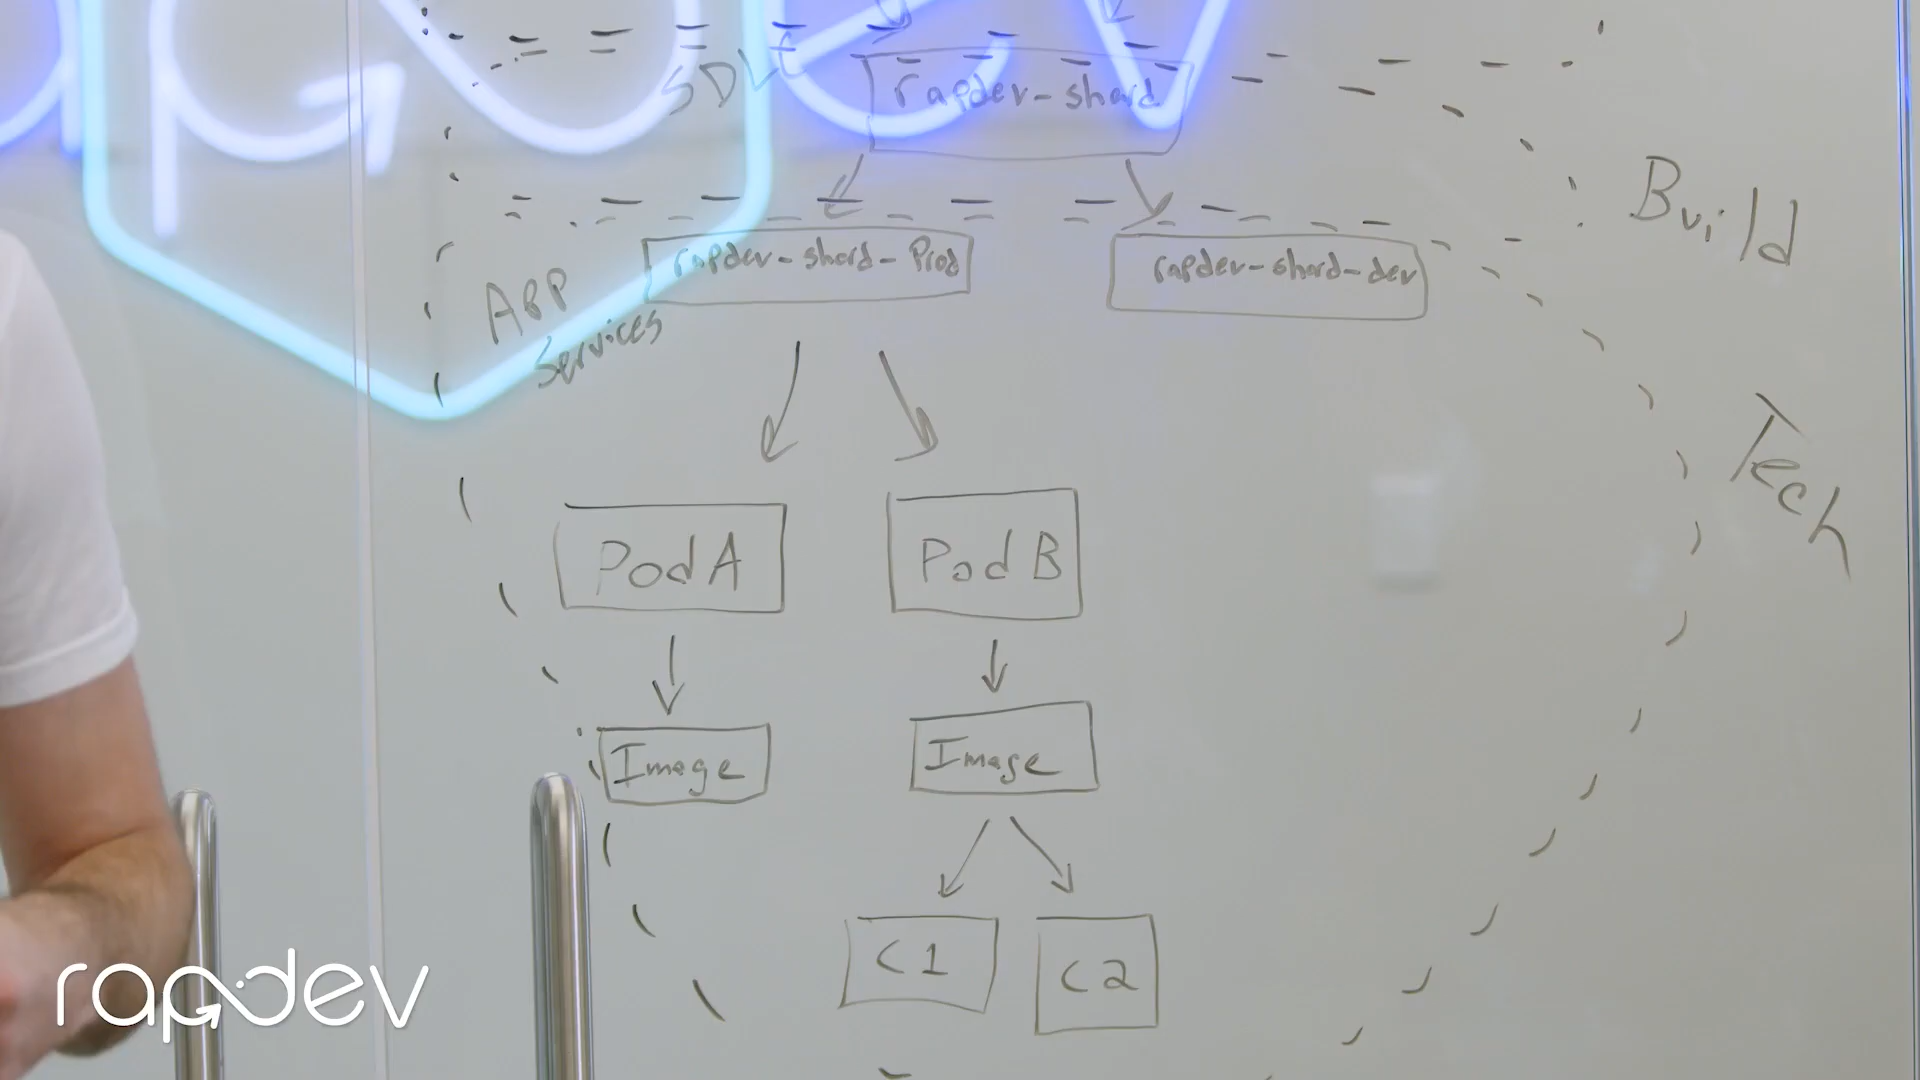 rapdev-shard
Build
rapdev-shard-Prod
rapdev-shard-dev
App
Services
Tech
Pod A
Pod B
Image
Image
C1
C2
rapdev